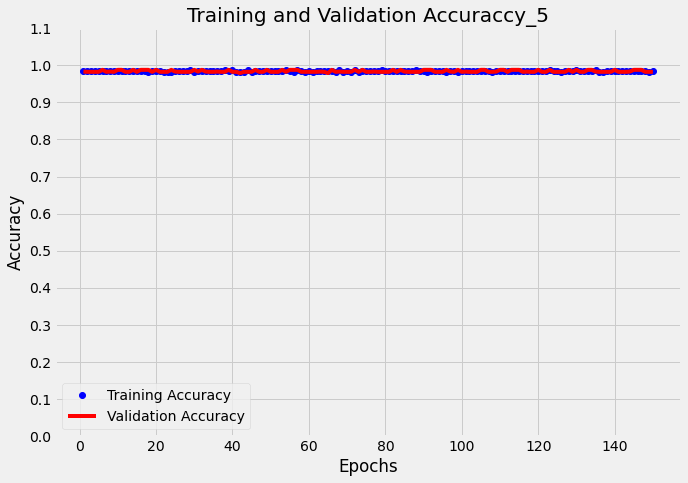 Training and Validation Accuraccy_5
1.1
1.0
0.9
0.8
0.7
0.6
0.5
0.4
0.3
0.2
0.1
0.0
Accuracy
Training Accuracy
Validation Accuracy
0 20 40 60 80 100 120 140
Epochs